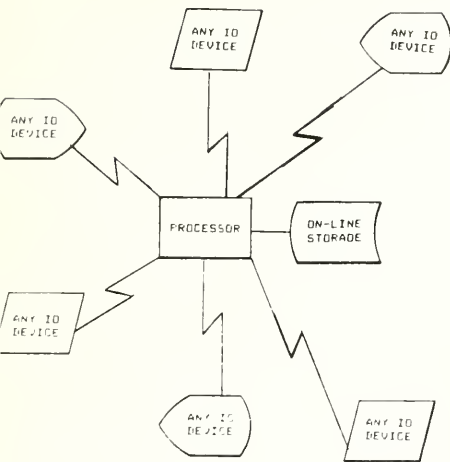 ANY IO
DEVICE
ANY IO
DEVICE
ANY IO
DEVICE
PROCESSOR
ON-LINE
STORAGE
ANY IO
DEVICE
ANY IO
DEVICE
ANY IO
DEVICE